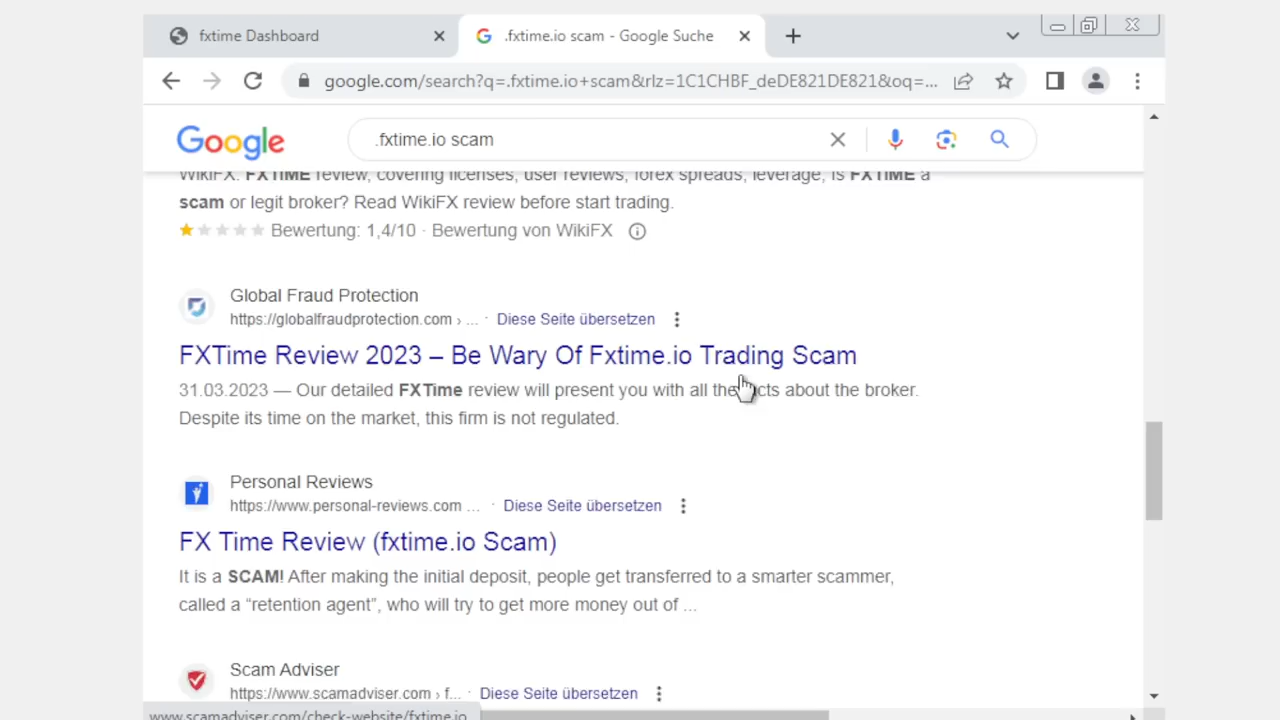 fxtime Dashboard
.fxtime.io scam - Google Suche
google.com/search?q=.fxtime.io+scam&rlz=1C1CHBF_deDE821DE821&oq=...
Google
.fxtime.io scam
WikiFX. FXTIME review, covering licenses, user reviews, forex spreads, leverage, Is FXTIME a
scam or legit broker? Read WikiFX review before start trading.
Bewertung: 1,4/10 · Bewertung von WikiFX
Global Fraud Protection
https://globalfraudprotection.com › ... · Diese Seite übersetzen
FXTime Review 2023 – Be Wary Of Fxtime.io Trading Scam
31.03.2023 — Our detailed FXTime review will present you with all the facts about the broker.
Despite its time on the market, this firm is not regulated.
Personal Reviews
https://www.personal-reviews.com ... · Diese Seite übersetzen
FX Time Review (fxtime.io Scam)
It is a SCAM! After making the initial deposit, people get transferred to a smarter scammer,
called a “retention agent”, who will try to get more money out of ...
Scam Adviser
https://www.scamadviser.com › f... · Diese Seite übersetzen
www.scamadviser.com/check-website/fxtime.io